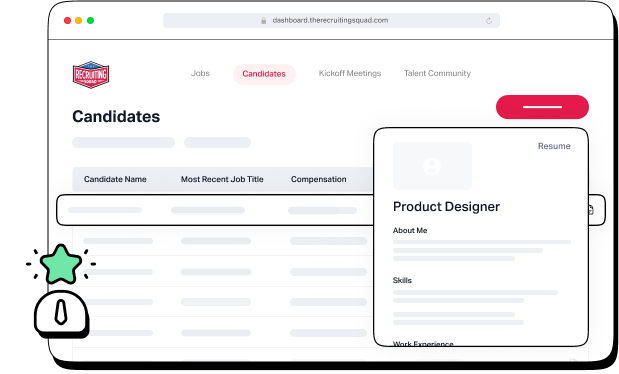 dashboard.therecruitingsquad.com
RECRUITING
SQUAD
Jobs Candidates Kickoff Meetings Talent Community
Candidates
Candidate Name Most Recent Job Title Compensation
Resume
Product Designer
About Me
Skills
Work Experience